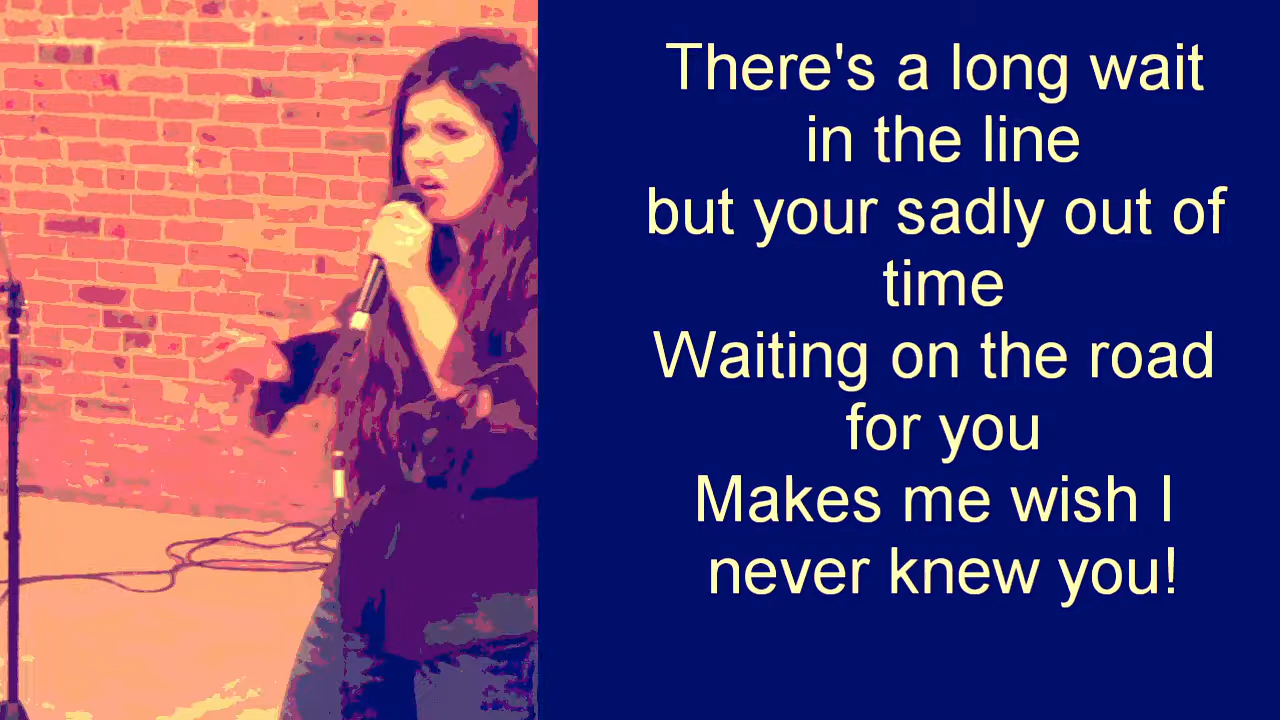 There's a long wait
in the line
but your sadly out of
time
Waiting on the road
for you
Makes me wish I
never knew you!